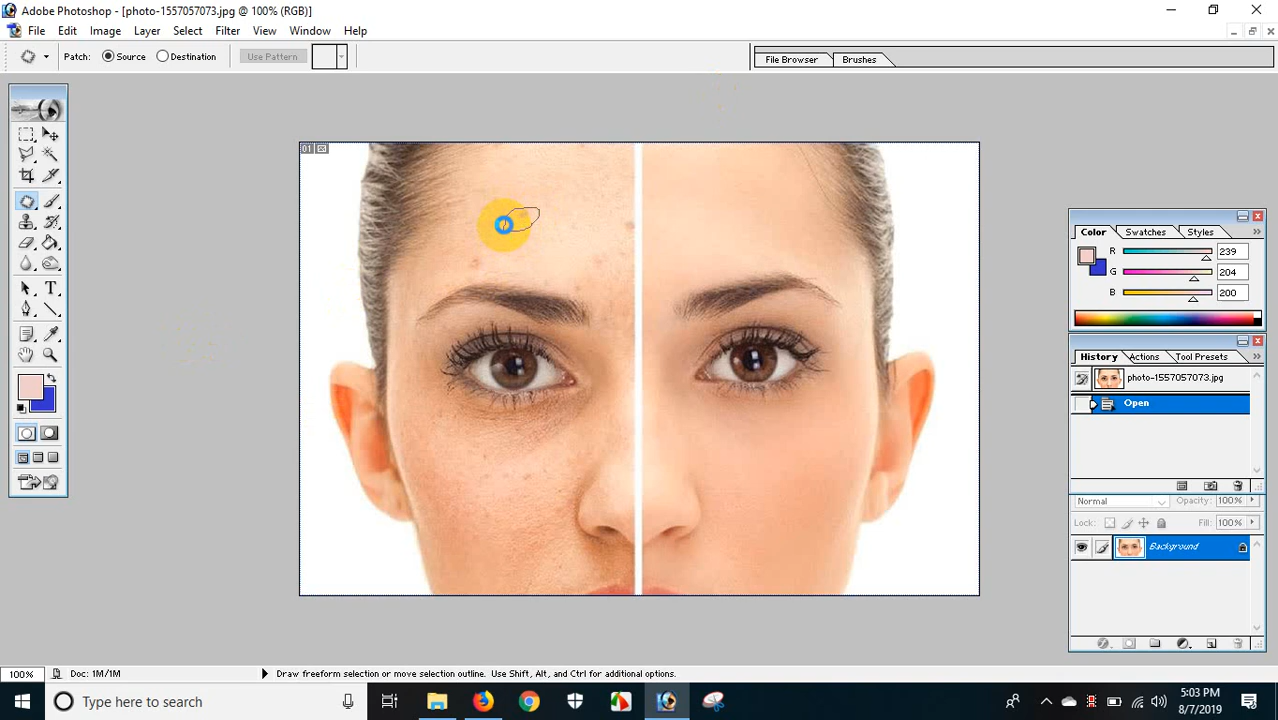 Adobe Photoshop - [photo-1557057073.jpg @ 100% (RGB)]
File Edit Image Layer Select Filter View Window Help
Patch: Source Destination Use Pattern
File Browser Brushes
01
Color Swatches Styles
R 239
G 204
B 200
History Actions Tool Presets
photo-1557057073.jpg
Open
Normal Opacity: 100%
Lock: Fill: 100%
Background
100% Doc: 1M/1M Draw freeform selection or move selection outline. Use Shift, Alt, and Ctrl for additional options.
Type here to search
5:03 PM
8/7/2019